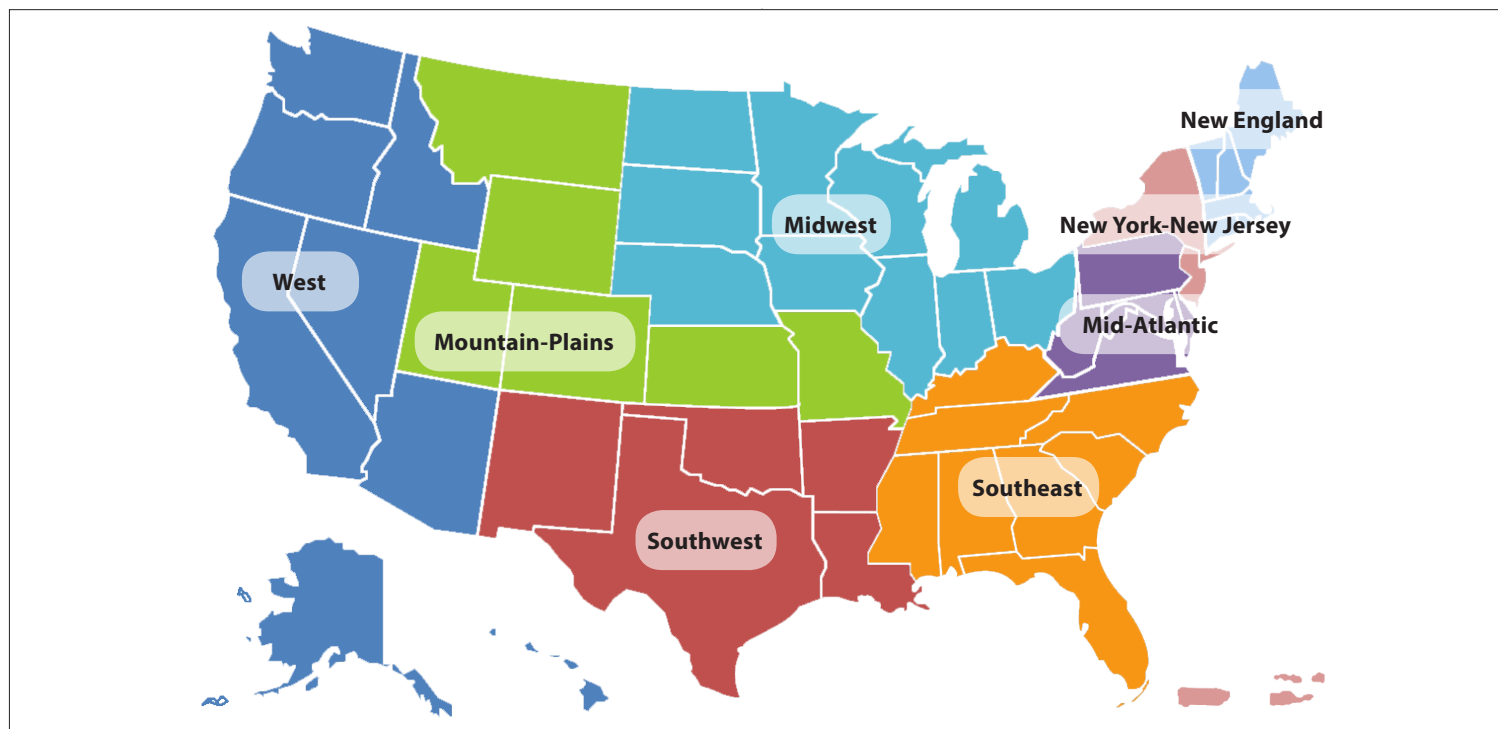 New England
New York-New Jersey
Midwest
West
Mid-Atlantic
Mountain-Plains
Southeast
Southwest